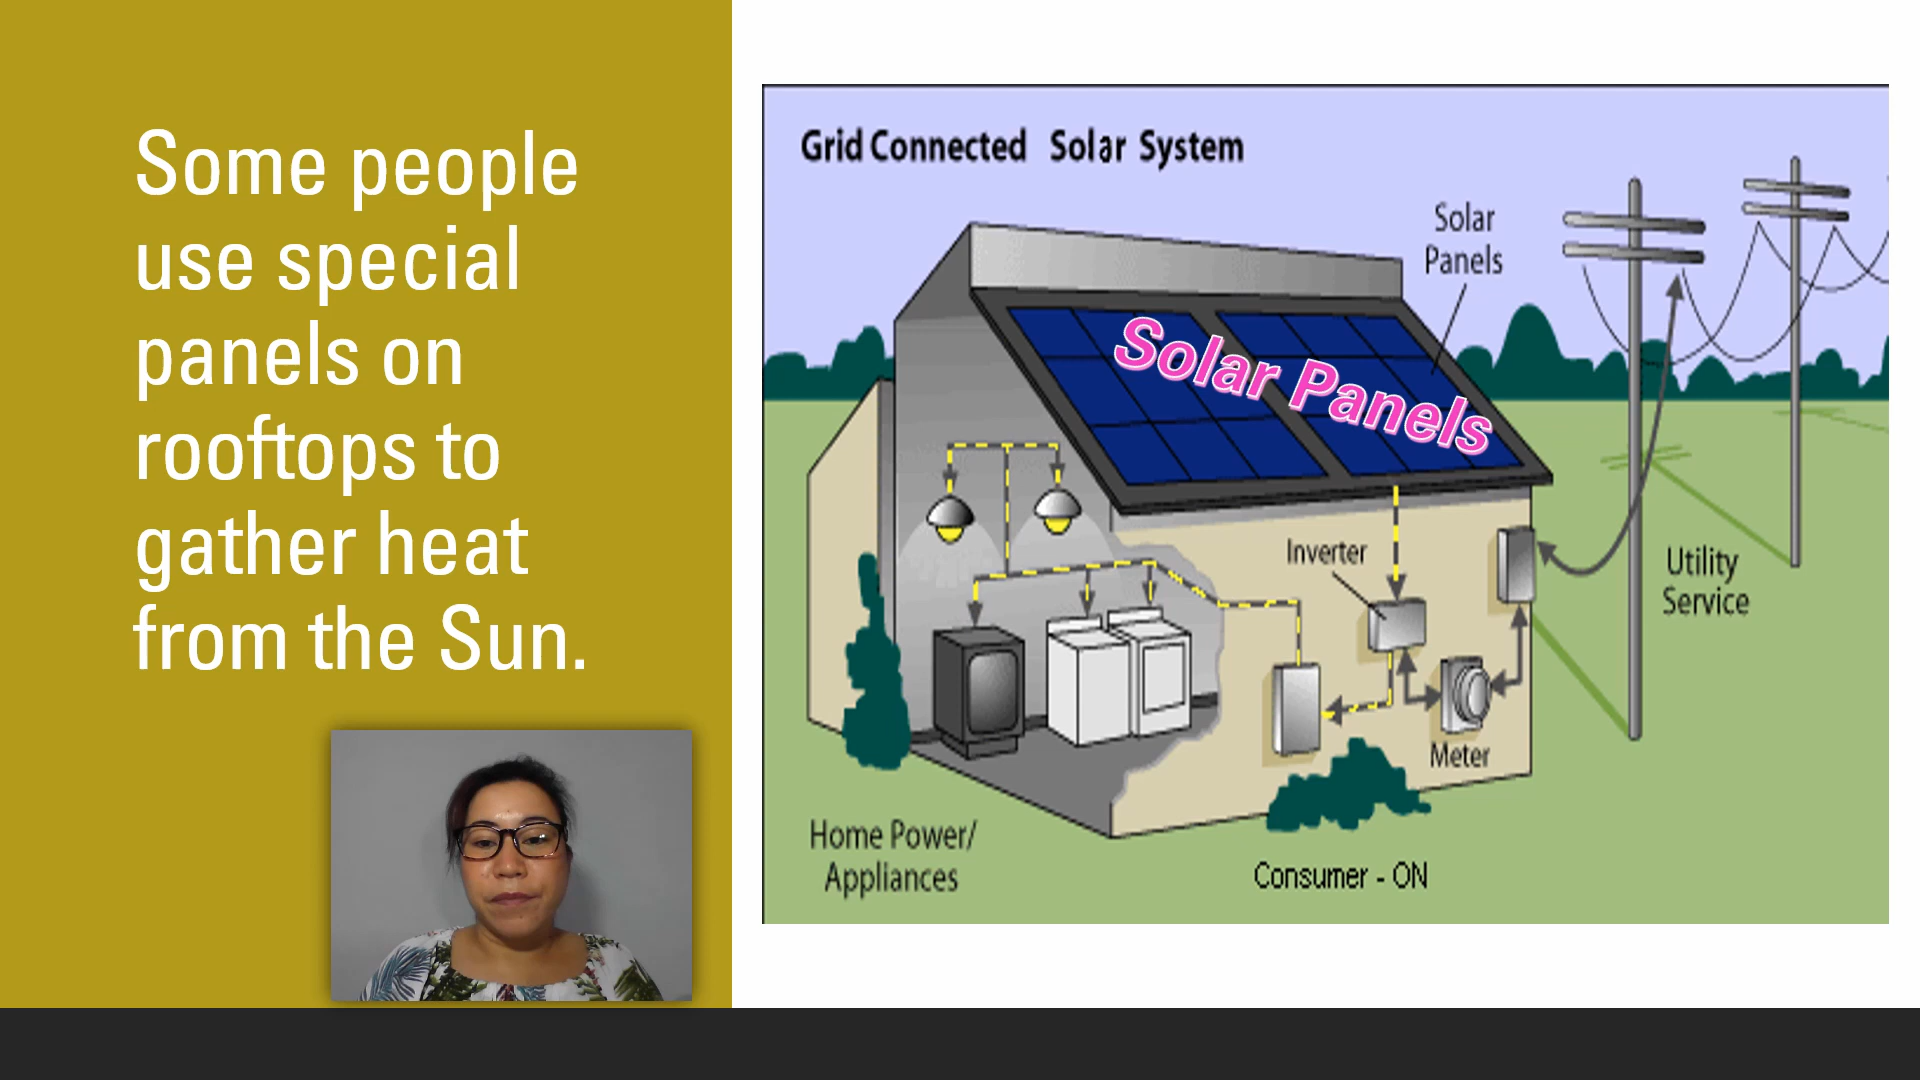 Some people
use special
panels on
rooftops to
gather heat
from the Sun.
Grid Connected Solar System
Solar
Panels
Solar Panels
Inverter
Utility
Service
Meter
Home Power/
Appliances
Consumer - ON